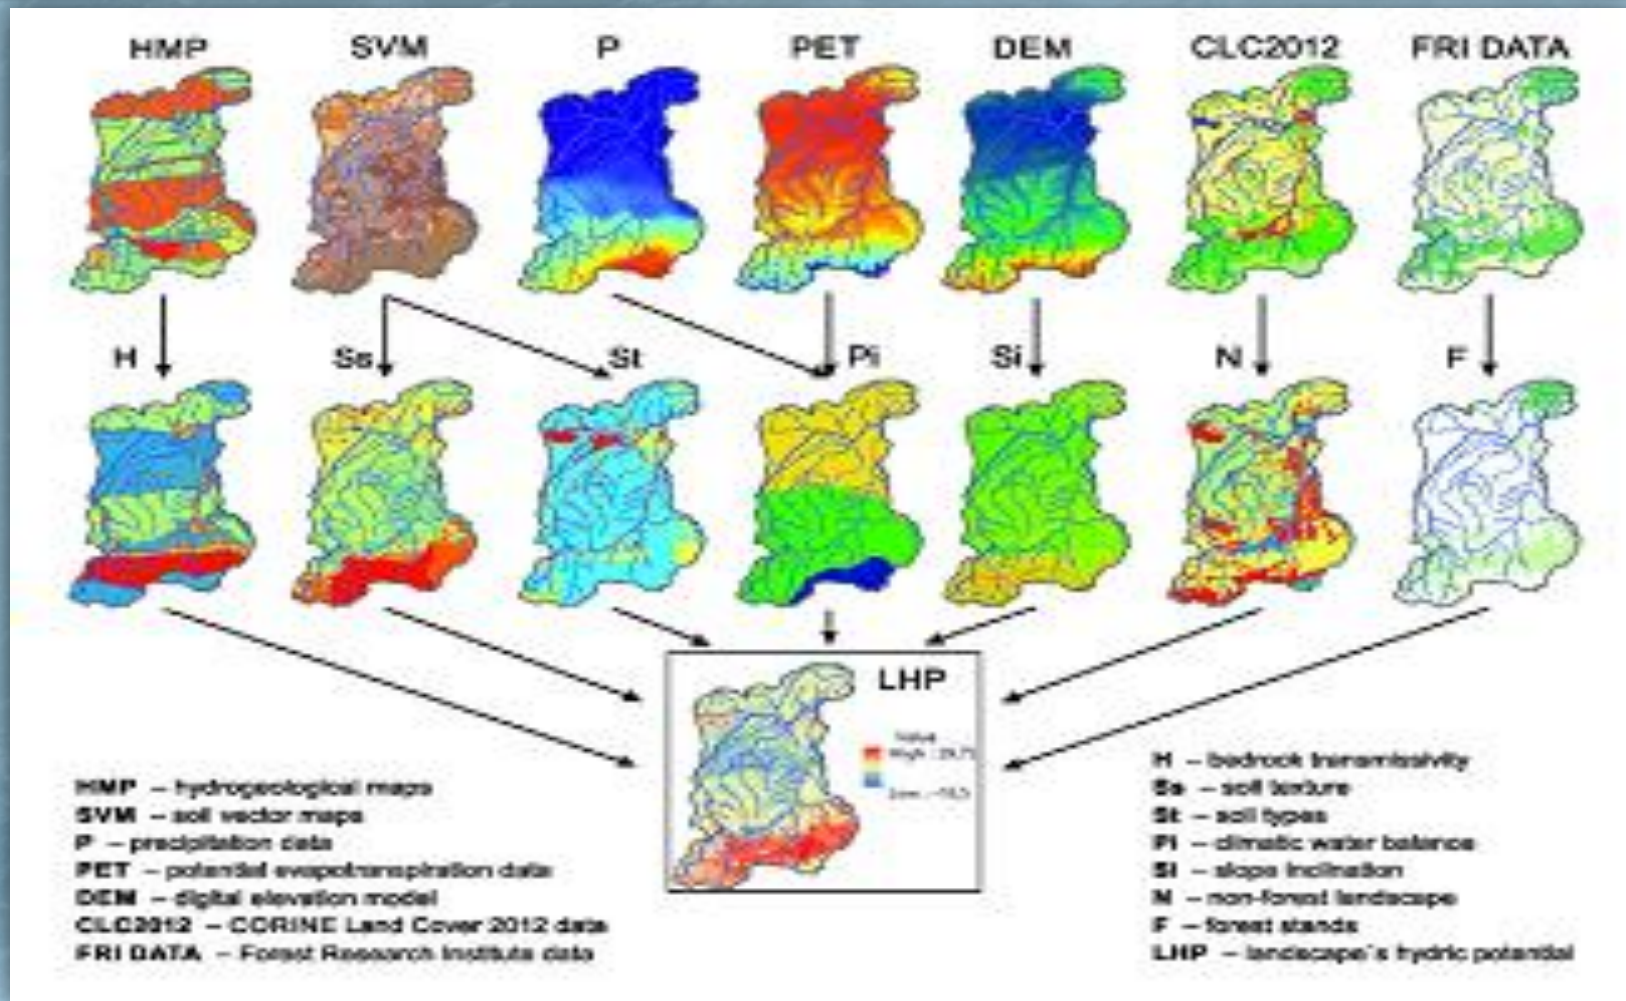 HMP SVM P PET DEM CLC2012 FRI DATA
H Ss St Pi Si N F
LHP
Value
HMP – hydrogeological maps
SVM – soil vector maps
P – precipitation data
PET – potential evapotranspiration data
DEM – digital elevation model
CLC2012 – CORINE Land Cover 2012 data
FRI DATA – Forest Research Institute data
H – bedrock transmissivity
Ss – soil texture
St – soil types
Pi – climatic water balance
Si – slope inclination
N – non-forest landscape
F – forest stands
LHP – landscape's hydric potential